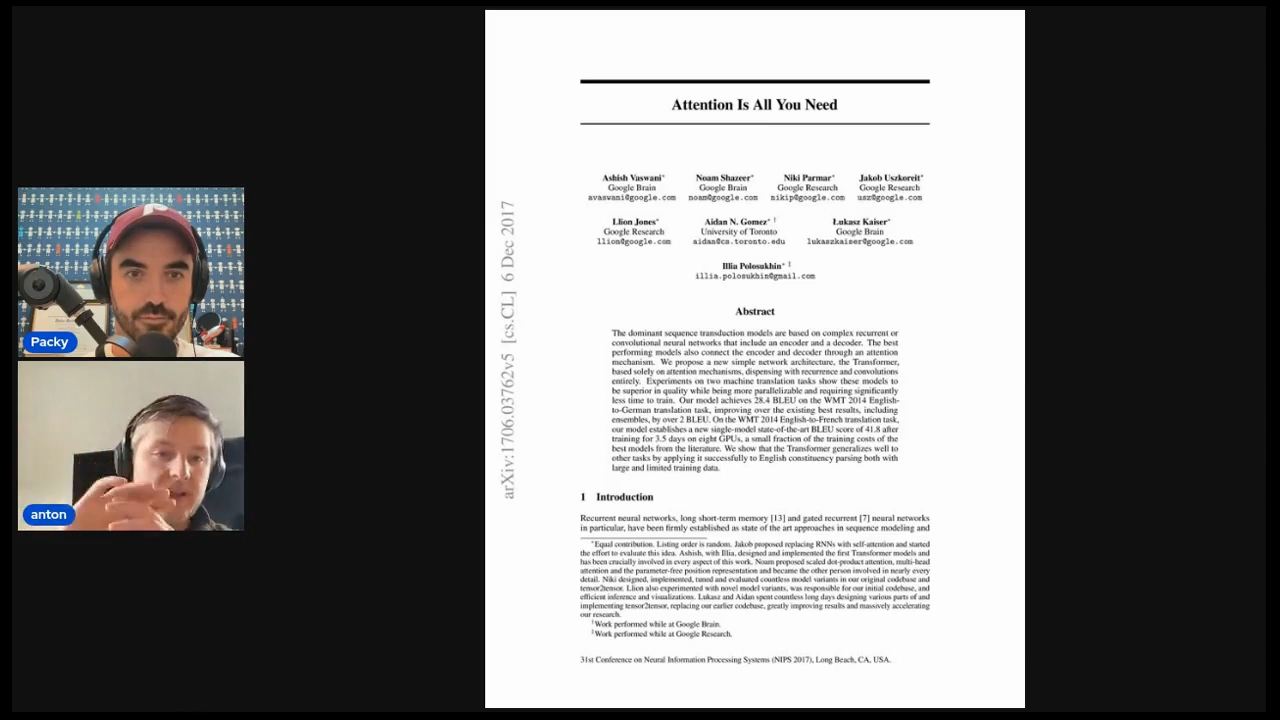 Packy
anton
arXiv:1706.03762v5 [cs.CL] 6 Dec 2017
Attention Is All You Need
Ashish Vaswani* Noam Shazeer* Niki Parmar* Jakob Uszkoreit*
Google Brain Google Brain Google Research Google Research
avaswani@google.com noam@google.com nikip@google.com usz@google.com
Llion Jones* Aidan N. Gomez* † Łukasz Kaiser*
Google Research University of Toronto Google Brain
llion@google.com aidan@cs.toronto.edu lukaszkaiser@google.com
Illia Polosukhin* ‡
illia.polosukhin@gmail.com
Abstract
The dominant sequence transduction models are based on complex recurrent or
convolutional neural networks that include an encoder and a decoder. The best
performing models also connect the encoder and decoder through an attention
mechanism. We propose a new simple network architecture, the Transformer,
based solely on attention mechanisms, dispensing with recurrence and convolutions
entirely. Experiments on two machine translation tasks show these models to
be superior in quality while being more parallelizable and requiring significantly
less time to train. Our model achieves 28.4 BLEU on the WMT 2014 English-
to-German translation task, improving over the existing best results, including
ensembles, by over 2 BLEU. On the WMT 2014 English-to-French translation task,
our model establishes a new single-model state-of-the-art BLEU score of 41.8 after
training for 3.5 days on eight GPUs, a small fraction of the training costs of the
best models from the literature. We show that the Transformer generalizes well to
other tasks by applying it successfully to English constituency parsing both with
large and limited training data.
1 Introduction
Recurrent neural networks, long short-term memory [13] and gated recurrent [7] neural networks
in particular, have been firmly established as state of the art approaches in sequence modeling and
*Equal contribution. Listing order is random. Jakob proposed replacing RNNs with self-attention and started
the effort to evaluate this idea. Ashish, with Illia, designed and implemented the first Transformer models and
has been crucially involved in every aspect of this work. Noam proposed scaled dot-product attention, multi-head
attention and the parameter-free position representation and became the other person involved in nearly every
detail. Niki designed, implemented, tuned and evaluated countless model variants in our original codebase and
tensor2tensor. Llion also experimented with novel model variants, was responsible for our initial codebase, and
efficient inference and visualizations. Lukasz and Aidan spent countless long days designing various parts of and
implementing tensor2tensor, replacing our earlier codebase, greatly improving results and massively accelerating
our research.
†Work performed while at Google Brain.
‡Work performed while at Google Research.
31st Conference on Neural Information Processing Systems (NIPS 2017), Long Beach, CA, USA.